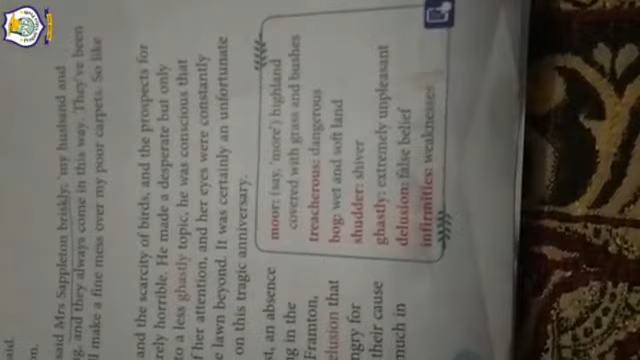 said.
on.
said Mrs Sappleton briskly; 'my husband and
g, and they always come in this way. They've been
ll make a fine mess over my poor carpets. So like
and the scarcity of birds, and the prospects for
rely horrible. He made a desperate but only
to a less ghastly topic, he was conscious that
f her attention, and her eyes were constantly
e lawn beyond. It was certainly an unfortunate
on this tragic anniversary.
st, an absence
ng in the
Framton,
elusion that
ngry for
their cause
much in
moor: (say, 'more') highland
covered with grass and bushes
treacherous: dangerous
bog: wet and soft land
shudder: shiver
ghastly: extremely unpleasant
delusion: false belief
infirmities: weaknesses